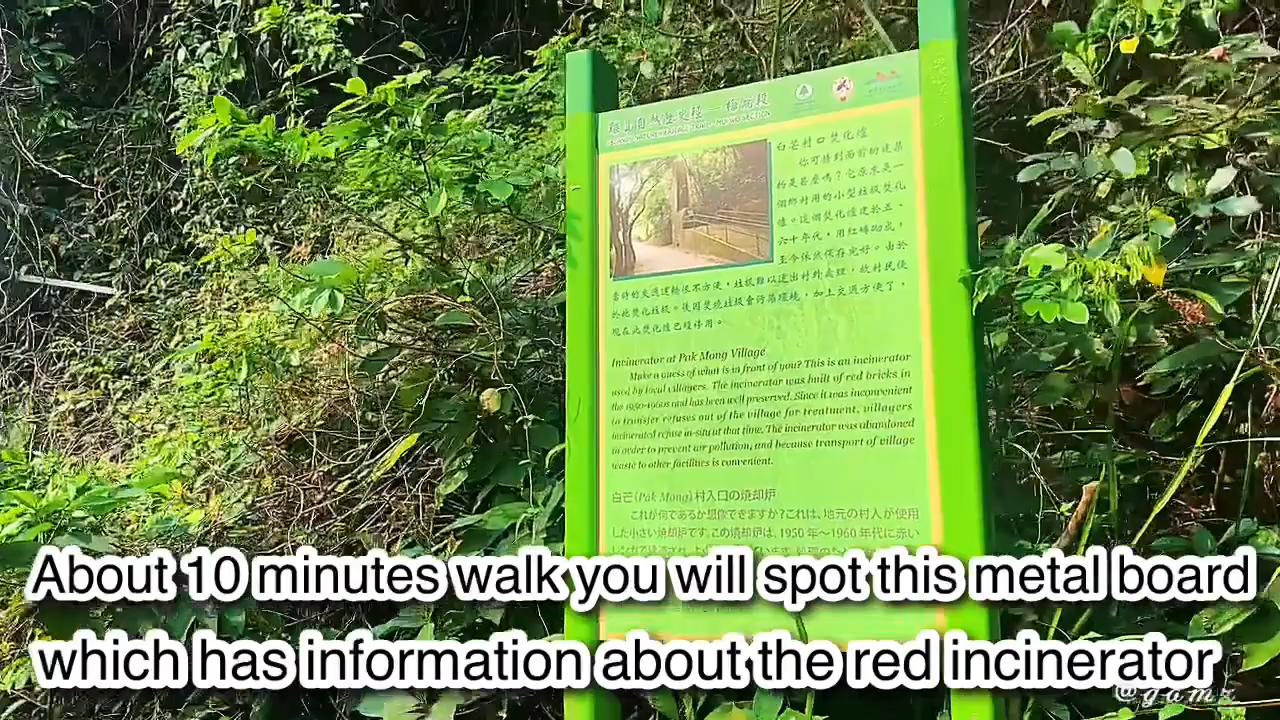 白芒村口焚化爐
你可猜到面前的建築
物是甚麼嗎？它原來是一
個鄉村用的小型垃圾焚化
爐。這個焚化爐建於五、
六十年代，用紅磚砌成，
至今依然保存完好。由於
當時的交通運輸很不方便，垃圾難以運出村外處理，故村民便
於此焚化垃圾。後因焚燒垃圾會污染環境，加上交通方便了，
現在此焚化爐已經停用。
Incinerator at Pak Mong Village
Make a guess of what is in front of you? This is an incinerator
used by local villagers. The incinerator was built of red bricks in
the 1950-1960s and has been well preserved. Since it was inconvenient
to transfer refuses out of the village for treatment, villagers
incinerated refuse in-situ at that time. The incinerator was abandoned
in order to prevent air pollution, and because transport of village
waste to other facilities is convenient.
白芒(Pak Mong)村入口の焼却炉
これが何であるか想像できますか？これは、地元の村人が使用
した小さい焼却炉です。この焼却炉は、1950年～1960年代に赤い
About 10 minutes walk you will spot this metal board
which has information about the red incinerator
@gamz